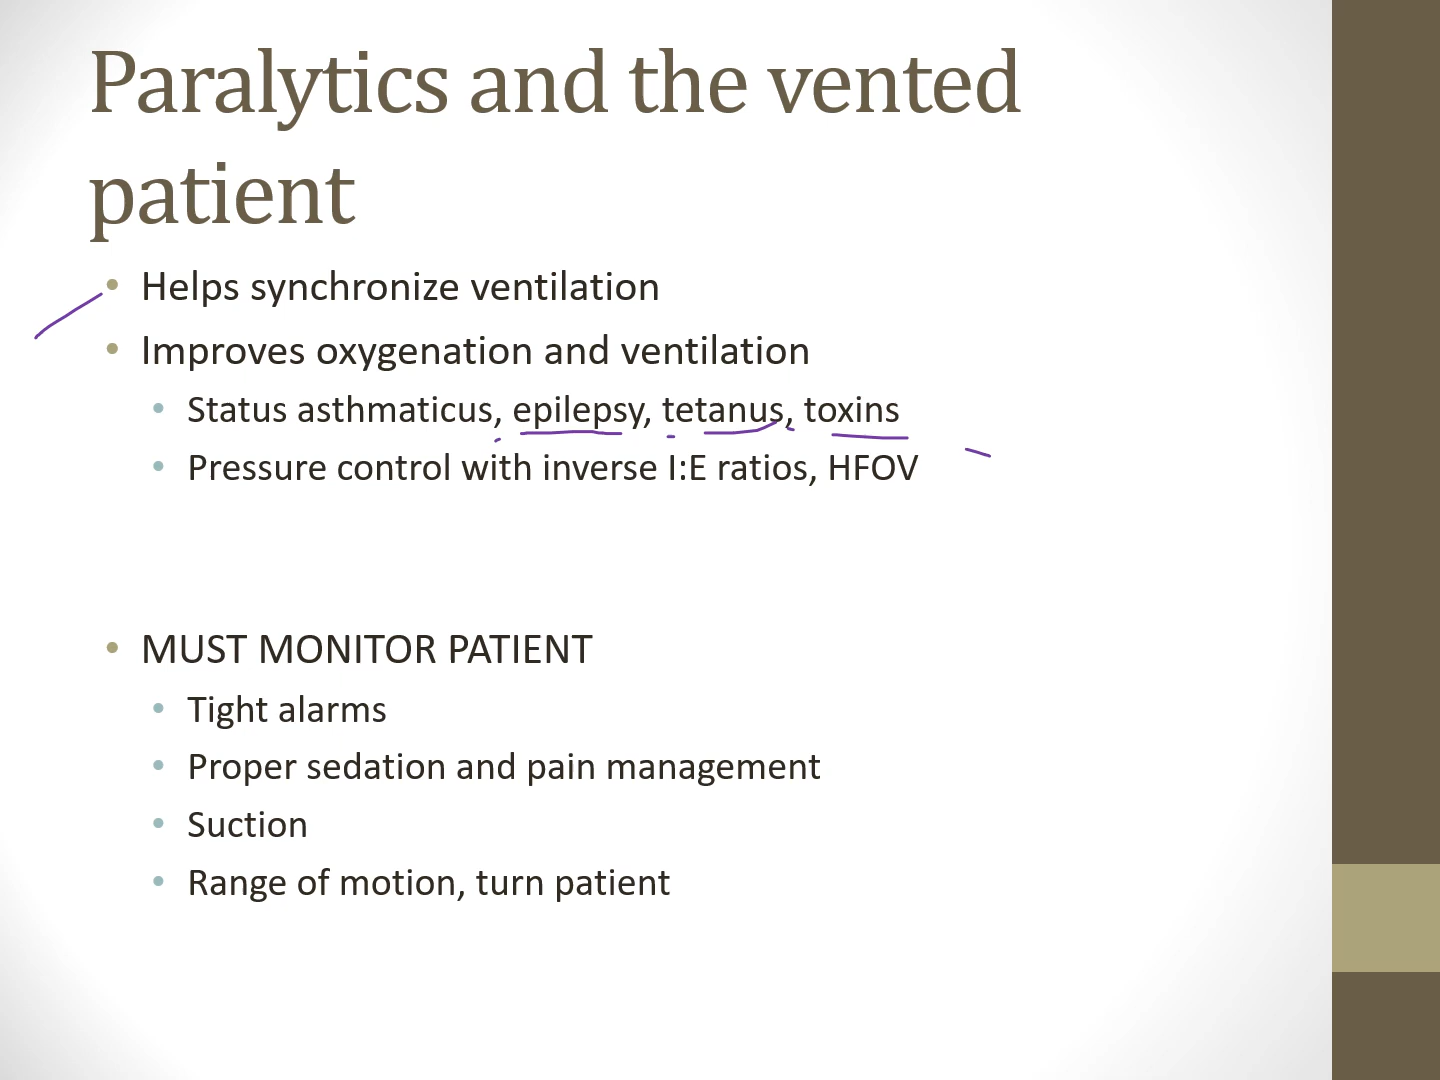 Paralytics and the vented
patient
• Helps synchronize ventilation
• Improves oxygenation and ventilation
• Status asthmaticus, epilepsy, tetanus, toxins
• Pressure control with inverse I:E ratios, HFOV
• MUST MONITOR PATIENT
• Tight alarms
• Proper sedation and pain management
• Suction
• Range of motion, turn patient